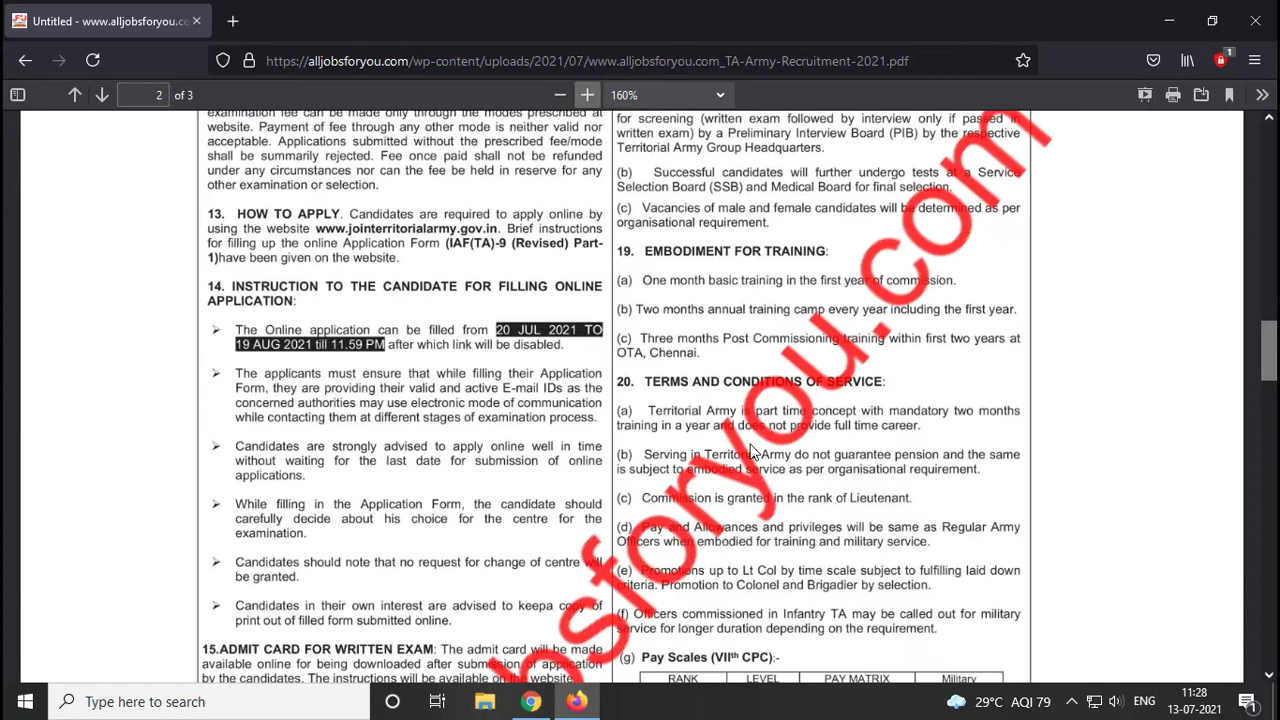 Untitled - www.alljobsforyou.co
https://alljobsforyou.com/wp-content/uploads/2021/07/www.alljobsforyou.com_TA-Army-Recruitment-2021.pdf
1
2 of 3
160%
examination fee can be made only through the modes prescribed at
website. Payment of fee through any other mode is neither valid nor
acceptable. Applications submitted without the prescribed fee/mode
shall be summarily rejected. Fee once paid shall not be refunded
under any circumstances nor can the fee be held in reserve for any
other examination or selection.
13. HOW TO APPLY. Candidates are required to apply online by
using the website www.jointerritorialarmy.gov.in. Brief instructions
for filling up the online Application Form (IAF(TA)-9 (Revised) Part-
1)have been given on the website.
14. INSTRUCTION TO THE CANDIDATE FOR FILLING ONLINE
APPLICATION:
➢ The Online application can be filled from 20 JUL 2021 TO
19 AUG 2021 till 11.59 PM after which link will be disabled.
➢ The applicants must ensure that while filling their Application
Form, they are providing their valid and active E-mail IDs as the
concerned authorities may use electronic mode of communication
while contacting them at different stages of examination process.
➢ Candidates are strongly advised to apply online well in time
without waiting for the last date for submission of online
applications.
➢ While filling in the Application Form, the candidate should
carefully decide about his choice for the centre for the
examination.
➢ Candidates should note that no request for change of centre will
be granted.
➢ Candidates in their own interest are advised to keepa copy of
print out of filled form submitted online.
15.ADMIT CARD FOR WRITTEN EXAM: The admit card will be made
available online for being downloaded after submission of application
by the candidates. The instructions will be available on the website
for screening (written exam followed by interview only if passed in
written exam) by a Preliminary Interview Board (PIB) by the respective
Territorial Army Group Headquarters.
(b) Successful candidates will further undergo tests at a Service
Selection Board (SSB) and Medical Board for final selection.
(c) Vacancies of male and female candidates will be determined as per
organisational requirement.
19. EMBODIMENT FOR TRAINING:
(a) One month basic training in the first year of commission.
(b) Two months annual training camp every year including the first year.
(c) Three months Post Commissioning training within first two years at
OTA, Chennai.
20. TERMS AND CONDITIONS OF SERVICE:
(a) Territorial Army is part time concept with mandatory two months
training in a year and does not provide full time career.
(b) Serving in Territorial Army do not guarantee pension and the same
is subject to embodied service as per organisational requirement.
(c) Commission is granted in the rank of Lieutenant.
(d) Pay and Allowances and privileges will be same as Regular Army
Officers when embodied for training and military service.
(e) Promotions up to Lt Col by time scale subject to fulfilling laid down
criteria. Promotion to Colonel and Brigadier by selection.
(f) Officers commissioned in Infantry TA may be called out for military
service for longer duration depending on the requirement.
(g) Pay Scales (VIIth CPC):-
RANK LEVEL PAY MATRIX Military
bsforyou.com
Type here to search
29°C AQI 79
ENG
11:28
13-07-2021
1